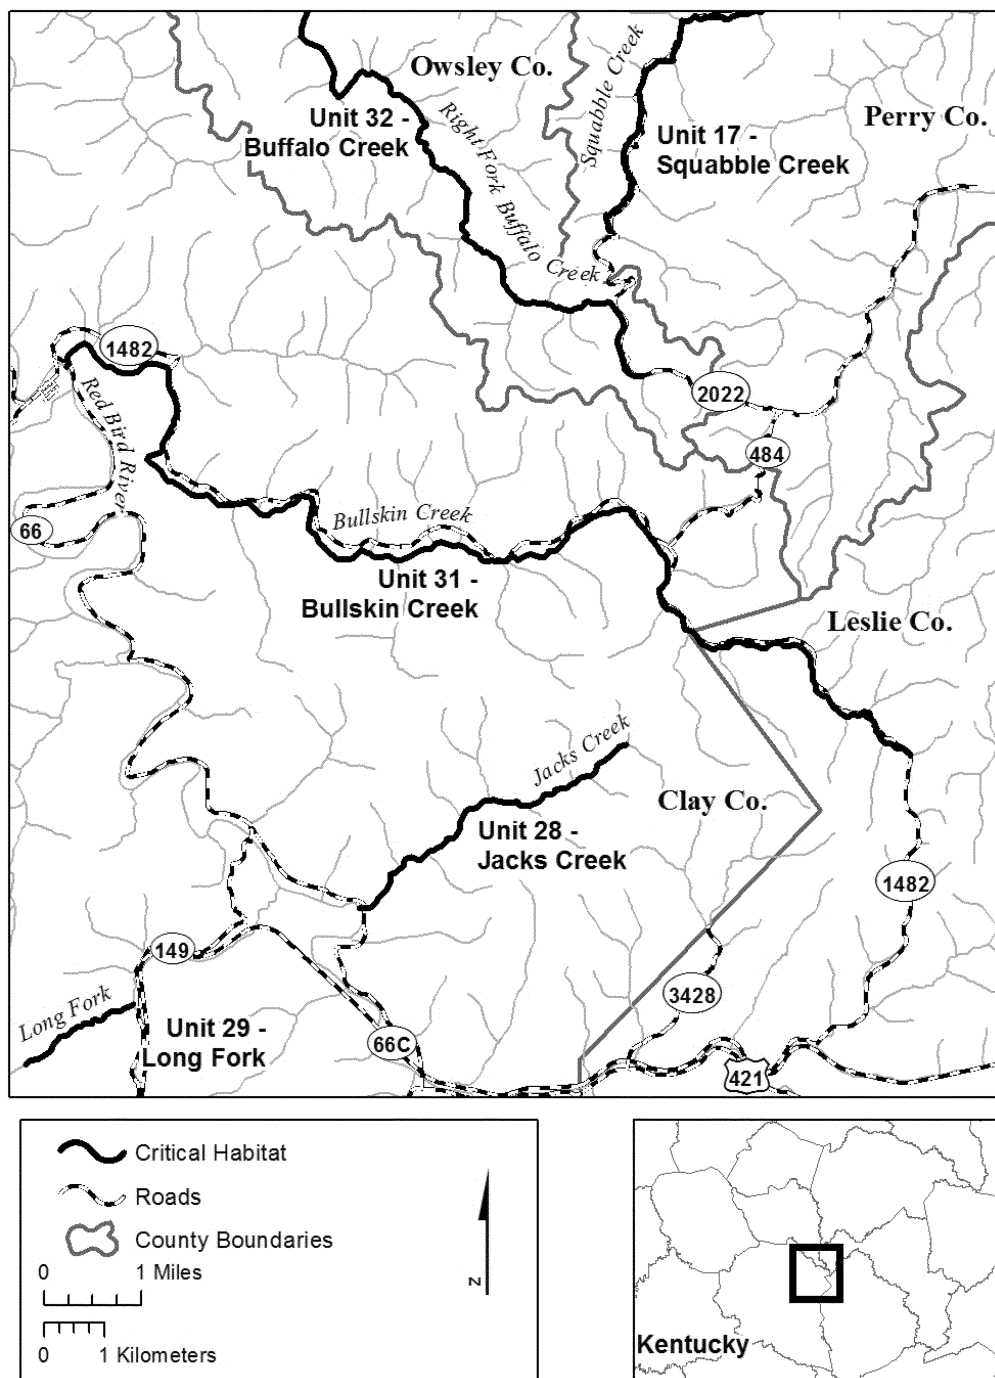 Owsley Co.
Squabble Creek
Perry Co.
Unit 32 -
Buffalo Creek
Right Fork Buffalo Creek
Unit 17 -
Squabble Creek
1482
Red Bird River
2022
484
66
Bullskin Creek
Unit 31 -
Bullskin Creek
Leslie Co.
Jacks Creek
Clay Co.
Unit 28 -
Jacks Creek
1482
149
3428
Long Fork
Unit 29 -
Long Fork
66C
421
Critical Habitat
Roads
County Boundaries
0 1 Miles
0 1 Kilometers
N
Kentucky